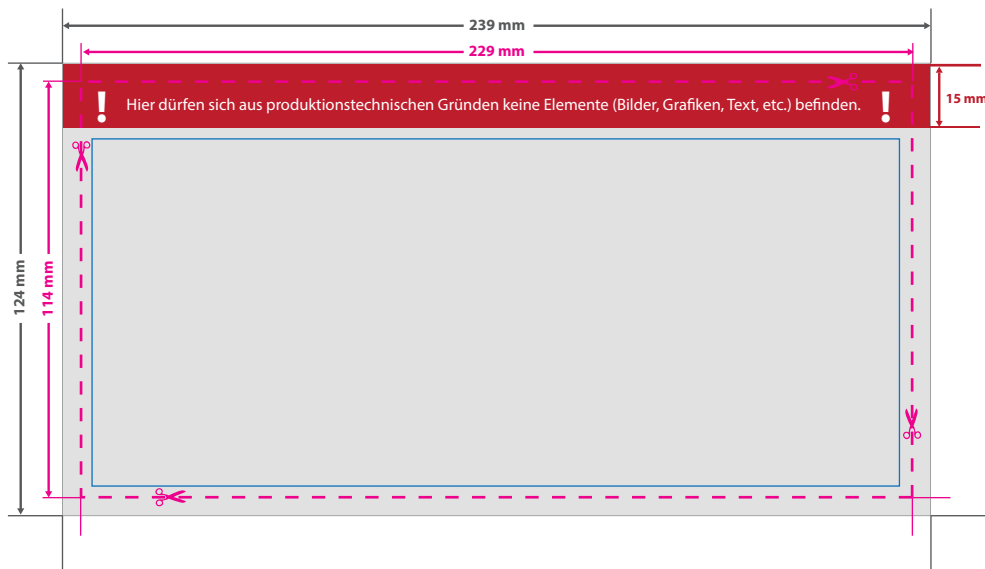 239 mm
229 mm
! Hier dürfen sich aus produktionstechnischen Gründen keine Elemente (Bilder, Grafiken, Text, etc.) befinden. !
15 mm
124 mm
114 mm